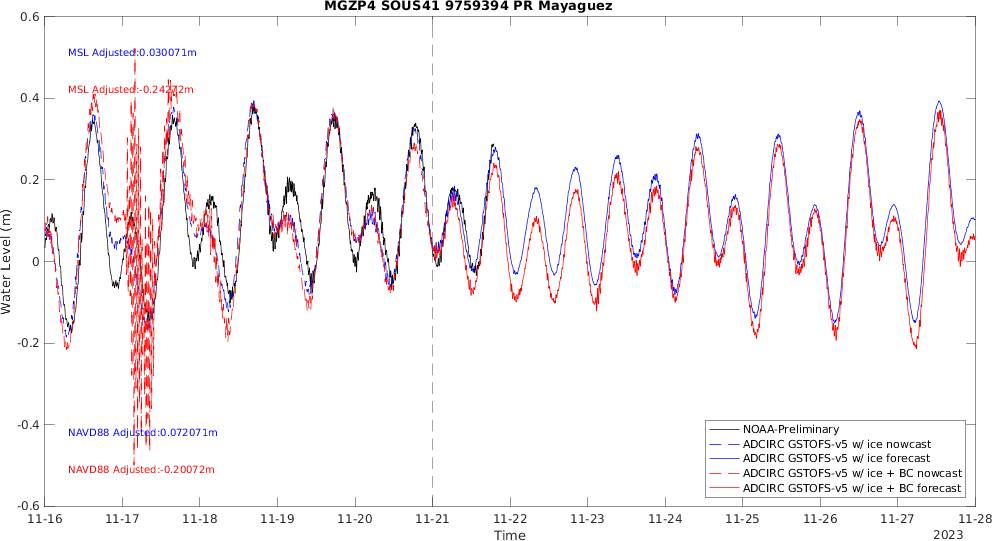 MGZP4 SOUS41 9759394 PR Mayaguez
0.6
MSL Adjusted:0.030071m
MSL Adjusted:-0.24272m
0.4
0.2
Water Level (m)
0
-0.2
-0.4
NAVD88 Adjusted:0.072071m
NAVD88 Adjusted:-0.20072m
-0.6
NOAA-Preliminary
ADCIRC GSTOFS-v5 w/ ice nowcast
ADCIRC GSTOFS-v5 w/ ice forecast
ADCIRC GSTOFS-v5 w/ ice + BC nowcast
ADCIRC GSTOFS-v5 w/ ice + BC forecast
11-16 11-17 11-18 11-19 11-20 11-21 11-22 11-23 11-24 11-25 11-26 11-27 11-28
Time
2023